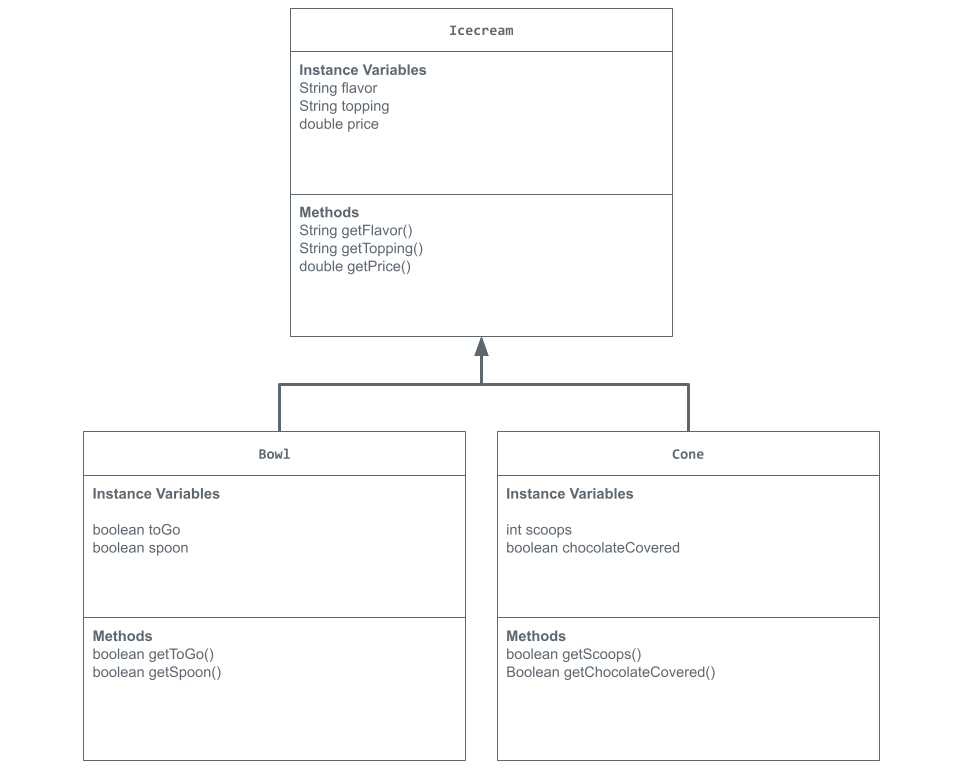 Icecream
Instance Variables
String flavor
String topping
double price
Methods
String getFlavor()
String getTopping()
double getPrice()
Bowl
Instance Variables
boolean toGo
boolean spoon
Methods
boolean getToGo()
boolean getSpoon()
Cone
Instance Variables
int scoops
boolean chocolateCovered
Methods
boolean getScoops()
Boolean getChocolateCovered()